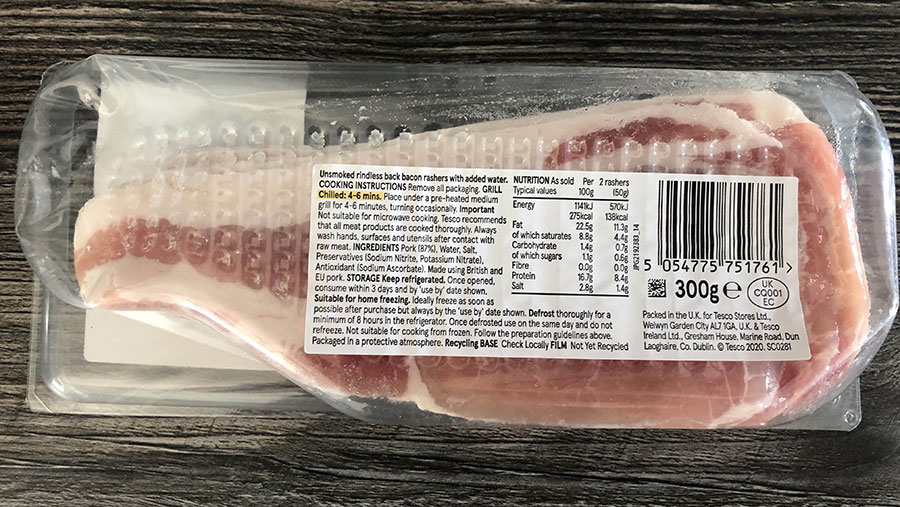 Unsmoked rindless back bacon rashers with added water.
COOKING INSTRUCTIONS Remove all packaging. GRILL
Chilled: 4-6 mins. Place under a pre-heated medium
grill for 4-6 minutes, turning occasionally. Important
Not suitable for microwave cooking. Tesco recommends
that all meat products are cooked thoroughly. Always
wash hands, surfaces and utensils after contact with
raw meat. INGREDIENTS Pork (87%), Water, Salt,
Preservatives (Sodium Nitrite, Potassium Nitrate),
Antioxidant (Sodium Ascorbate). Made using British and
EU pork. STORAGE Keep refrigerated. Once opened,
consume within 3 days and by 'use by' date shown.
Suitable for home freezing. Ideally freeze as soon as
possible after purchase but always by the 'use by' date shown. Defrost thoroughly for a
minimum of 8 hours in the refrigerator. Once defrosted use on the same day and do not
refreeze. Not suitable for cooking from frozen. Follow the preparation guidelines above.
Packaged in a protective atmosphere. Recycling BASE Check Locally FILM Not Yet Recycled
NUTRITION As sold Per 2 rashers
Typical values 100g (50g)
Energy 1141kJ 570kJ
275kcal 138kcal
Fat 22.5g 11.3g
of which saturates 8.8g 4.4g
Carbohydrate 1.4g 0.7g
of which sugars 1.1g 0.6g
Fibre 0.0g 0.0g
Protein 16.7g 8.4g
Salt 2.8g 1.4g
JPG2192383_14
5 054775 751761 >
300g e
UK
CQ001
EC
Packed in the U.K. for Tesco Stores Ltd.,
Welwyn Garden City AL7 1GA, U.K. & Tesco
Ireland Ltd., Gresham House, Marine Road, Dun
Laoghaire, Co. Dublin. © Tesco 2020. SC0281